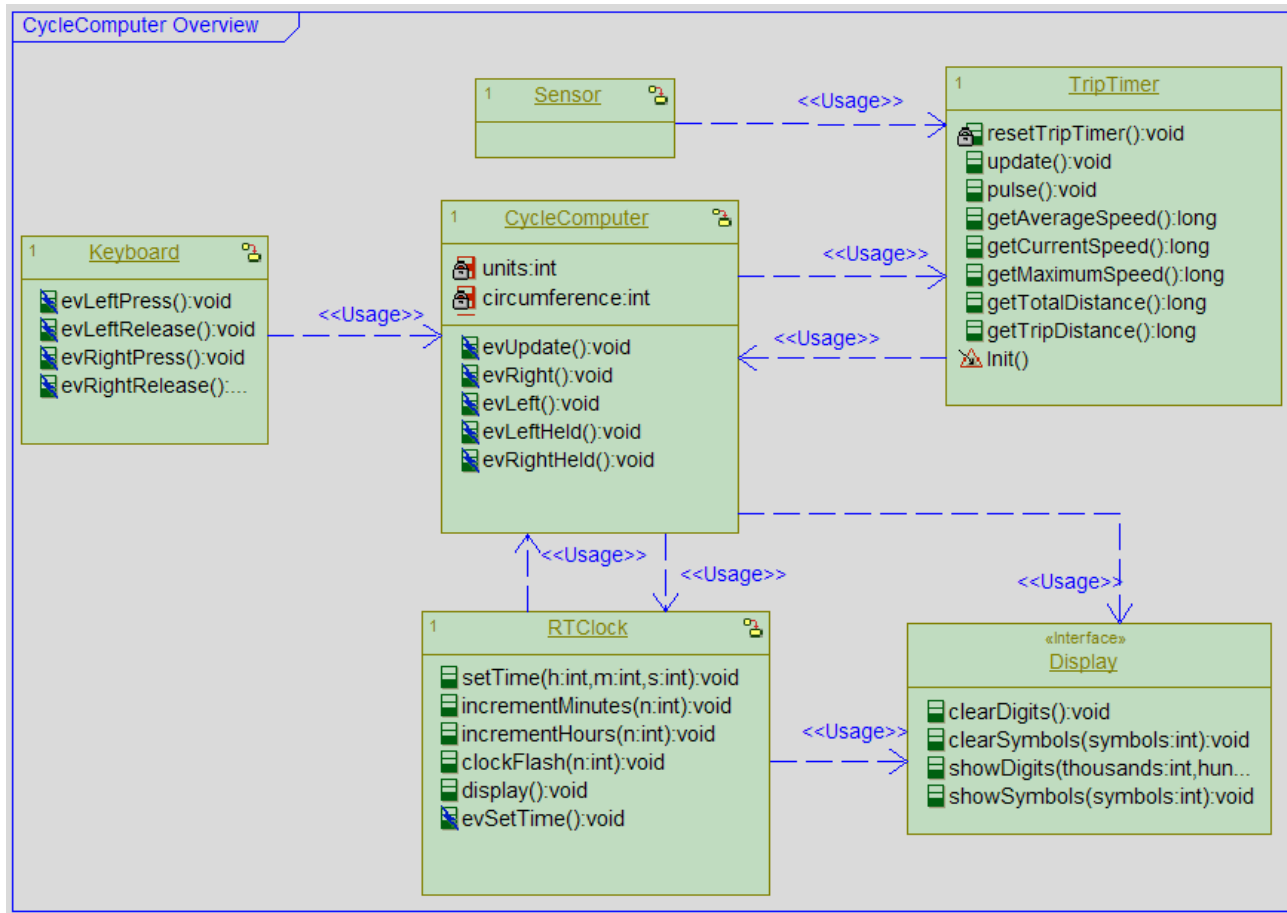 CycleComputer Overview
1 Sensor
<<Usage>>
1 TripTimer
resetTripTimer():void
update():void
pulse():void
getAverageSpeed():long
getCurrentSpeed():long
getMaximumSpeed():long
getTotalDistance():long
getTripDistance():long
Init()
1 Keyboard
evLeftPress():void
evLeftRelease():void
evRightPress():void
evRightRelease():...
<<Usage>>
1 CycleComputer
units:int
circumference:int
evUpdate():void
evRight():void
evLeft():void
evLeftHeld():void
evRightHeld():void
<<Usage>>
<<Usage>>
<<Usage>>
<<Usage>>
<<Usage>>
1 RTClock
setTime(h:int,m:int,s:int):void
incrementMinutes(n:int):void
incrementHours(n:int):void
clockFlash(n:int):void
display():void
evSetTime():void
<<Usage>>
«Interface»
Display
clearDigits():void
clearSymbols(symbols:int):void
showDigits(thousands:int,hun...
showSymbols(symbols:int):void